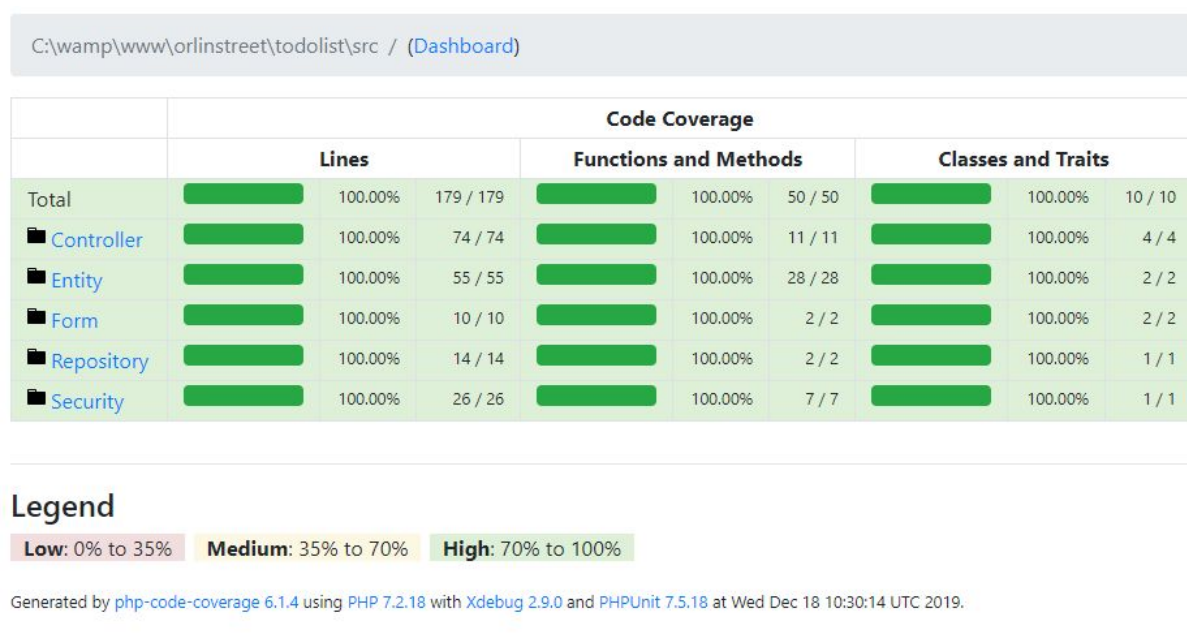 C:\wamp\www\orlinstreet\todolist\src / (Dashboard)
Code Coverage
Lines Functions and Methods Classes and Traits
Total 100.00% 179 / 179 100.00% 50 / 50 100.00% 10 / 10
Controller 100.00% 74 / 74 100.00% 11 / 11 100.00% 4 / 4
Entity 100.00% 55 / 55 100.00% 28 / 28 100.00% 2 / 2
Form 100.00% 10 / 10 100.00% 2 / 2 100.00% 2 / 2
Repository 100.00% 14 / 14 100.00% 2 / 2 100.00% 1 / 1
Security 100.00% 26 / 26 100.00% 7 / 7 100.00% 1 / 1
Legend
Low: 0% to 35% Medium: 35% to 70% High: 70% to 100%
Generated by php-code-coverage 6.1.4 using PHP 7.2.18 with Xdebug 2.9.0 and PHPUnit 7.5.18 at Wed Dec 18 10:30:14 UTC 2019.